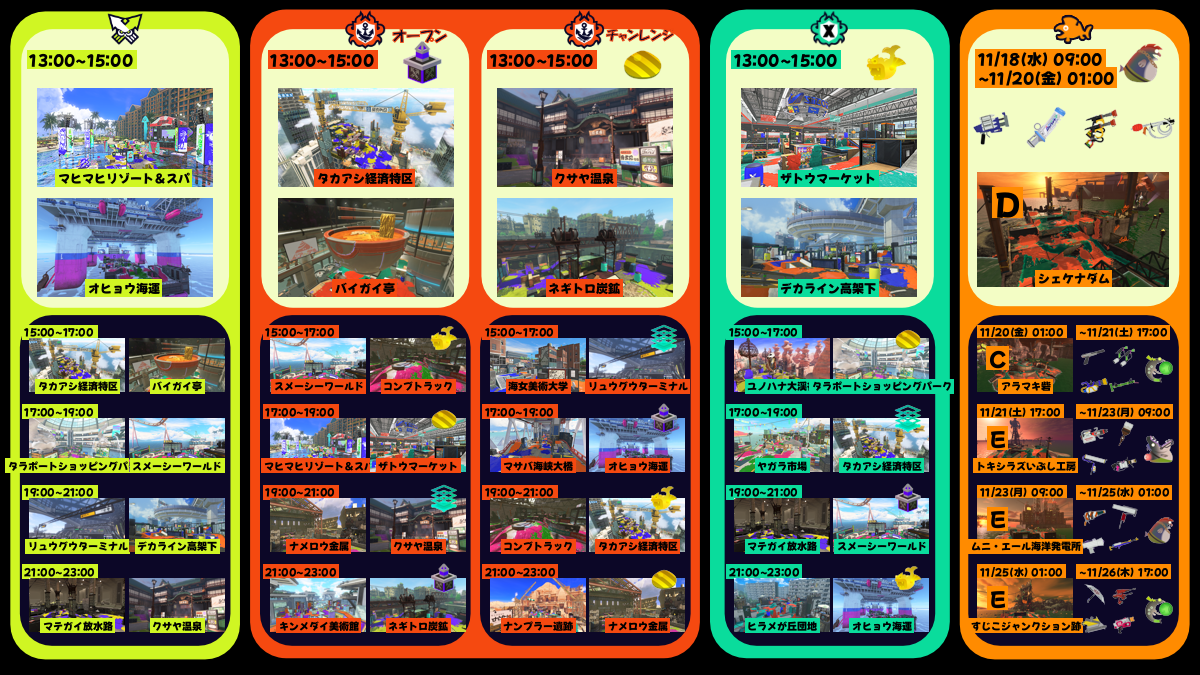 13:00~15:00
マヒマヒリゾート&スパ
オヒョウ海運
15:00~17:00
タカアシ経済特区
バイガイ亭
17:00~19:00
タラポートショッピングパ
スメーシーワールド
19:00~21:00
リュウグウターミナル
デカライン高架下
21:00~23:00
マテガイ放水路
クサヤ温泉
オープン
13:00~15:00
タカアシ経済特区
バイガイ亭
チャンレンジ
13:00~15:00
クサヤ温泉
ネギトロ炭鉱
15:00~17:00
スメーシーワールド
コンブトラック
17:00~19:00
マヒマヒリゾート&スパ
ザトウマーケット
19:00~21:00
ナメロウ金属
クサヤ温泉
21:00~23:00
キンメダイ美術館
ネギトロ炭鉱
15:00~17:00
海女美術大学
リュウグウターミナル
17:00~19:00
マサバ海峡大橋
オヒョウ海運
19:00~21:00
コンブトラック
タカアシ経済特区
21:00~23:00
ナンプラー遺跡
ナメロウ金属
X
13:00~15:00
ザトウマーケット
デカライン高架下
15:00~17:00
ユノハナ大渓
タラポートショッピングパーク
17:00~19:00
ヤガラ市場
タカアシ経済特区
19:00~21:00
マテガイ放水路
スメーシーワールド
21:00~23:00
ヒラメが丘団地
オヒョウ海運
11/18(水) 09:00
~11/20(金) 01:00
D
シェケナダム
11/20(金) 01:00 ~11/21(土) 17:00
C
アラマキ砦
11/21(土) 17:00 ~11/23(月) 09:00
E
トキシラズいぶし工房
11/23(月) 09:00 ~11/25(水) 01:00
E
ムニ・エール海洋発電所
11/25(水) 01:00 ~11/26(木) 17:00
E
すじこジャンクション跡